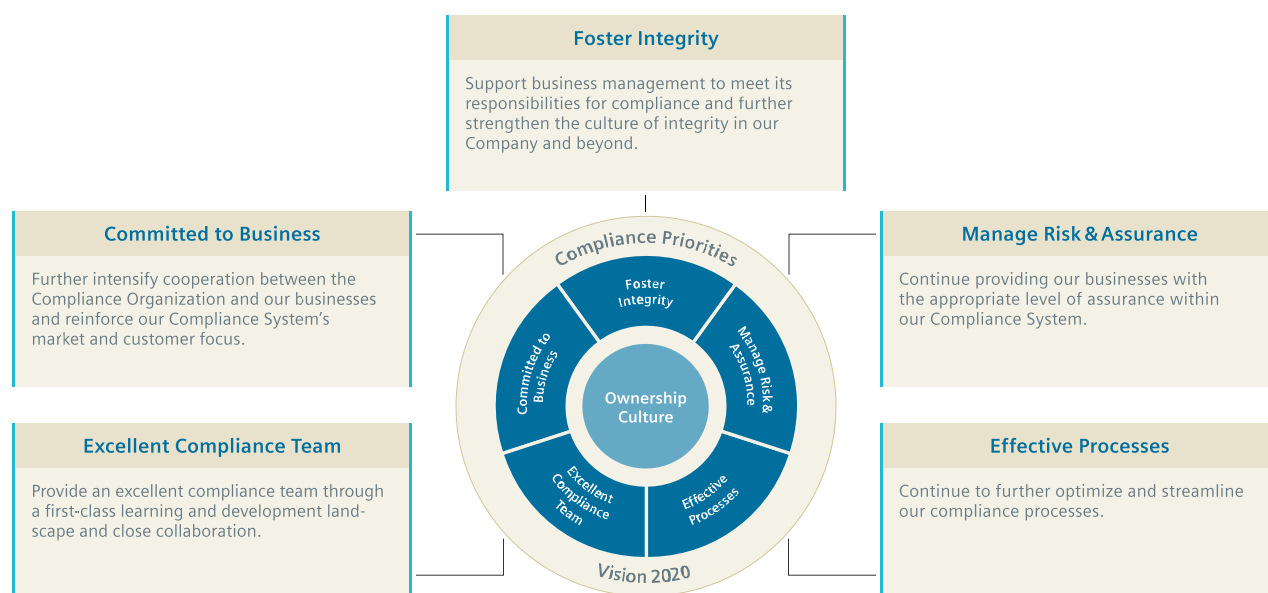 Foster Integrity
Support business management to meet its
responsibilities for compliance and further
strengthen the culture of integrity in our
Company and beyond.
Committed to Business
Further intensify cooperation between the
Compliance Organization and our businesses
and reinforce our Compliance System’s
market and customer focus.
Manage Risk & Assurance
Continue providing our businesses with
the appropriate level of assurance within
our Compliance System.
Excellent Compliance Team
Provide an excellent compliance team through
a first-class learning and development land-
scape and close collaboration.
Effective Processes
Continue to further optimize and streamline
our compliance processes.
Compliance Priorities
Foster
Integrity
Manage Risk &
Assurance
Effective
Processes
Excellent
Compliance
Team
Committed to
Business
Ownership
Culture
Vision 2020